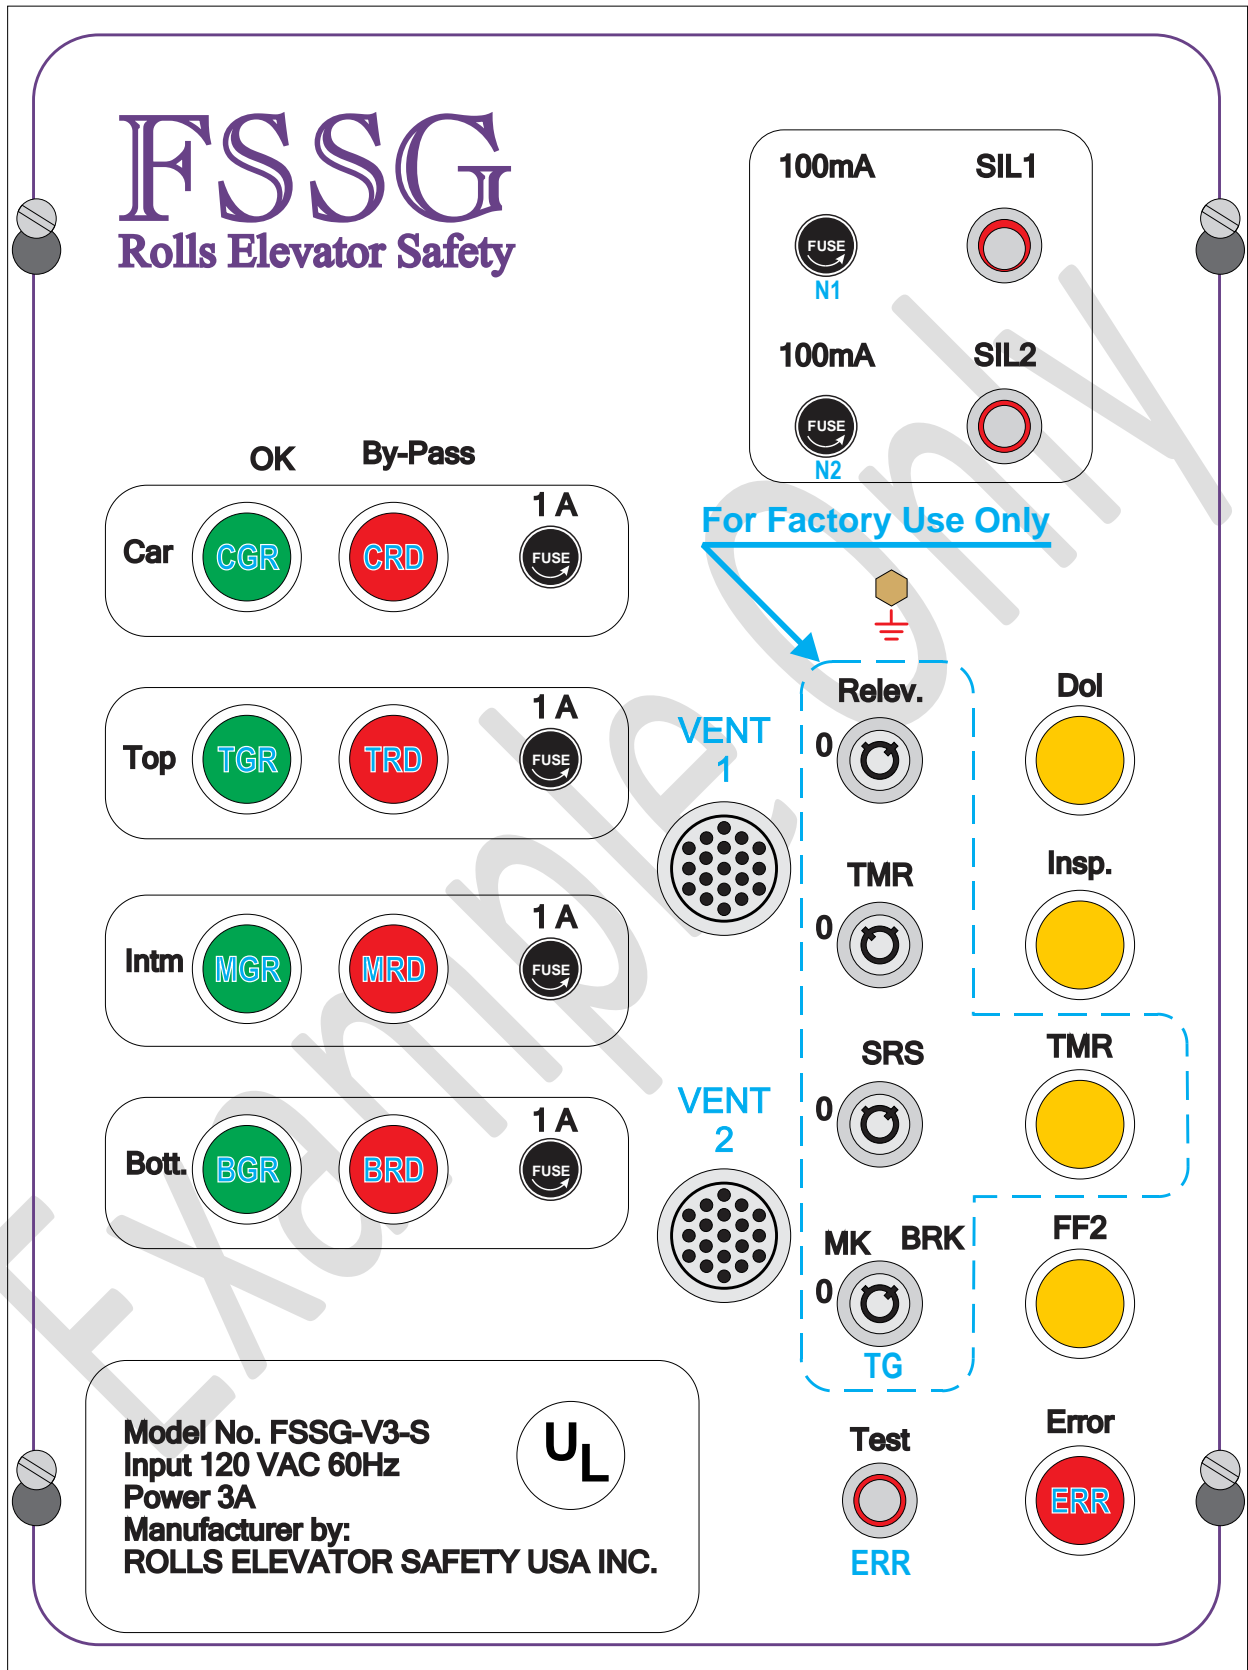 FSSG
Rolls Elevator Safety
100mA SIL1
FUSE
N1
100mA SIL2
FUSE
N2
OK By-Pass
Car CGR CRD 1 A
FUSE
For Factory Use Only
Top TGR TRD 1 A
FUSE
Intm MGR MRD 1 A
FUSE
Bott. BGR BRD 1 A
FUSE
VENT
1
VENT
2
Relev.
0
TMR
0
SRS
0
MK BRK
0
TG
Dol
Insp.
TMR
FF2
Test
ERR
Error
ERR
Model No. FSSG-V3-S
Input 120 VAC 60Hz
Power 3A
Manufacturer by:
ROLLS ELEVATOR SAFETY USA INC.
UL
Example Only